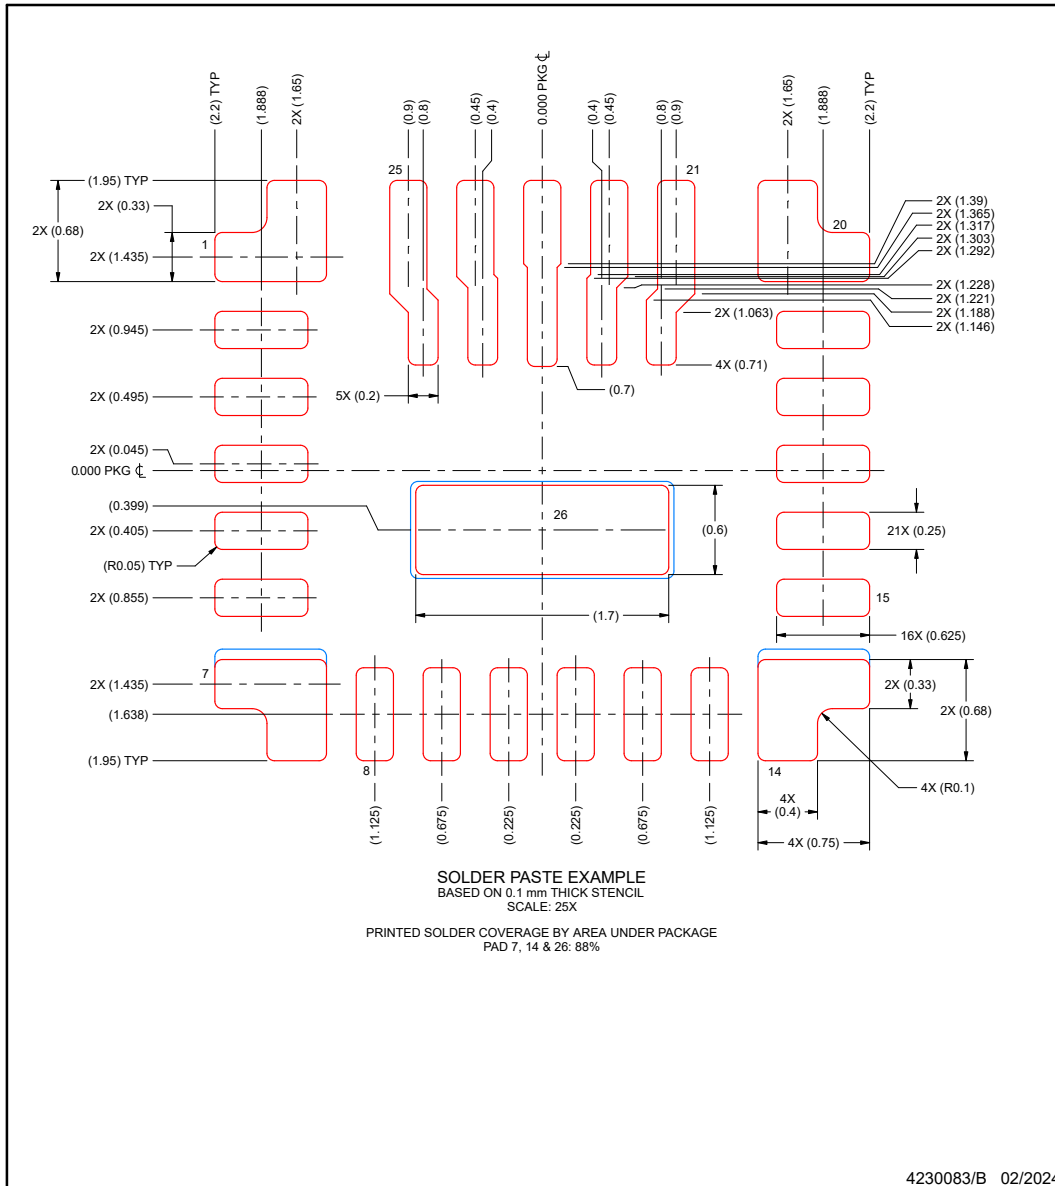 (2.2) TYP
(1.888)
2X (1.65)
(0.9)
(0.8)
(0.45)
(0.4)
0.000 PKG ℄
(0.4)
(0.45)
(0.8)
(0.9)
2X (1.65)
(1.888)
(2.2) TYP
(1.95) TYP
25
21
2X (0.33)
2X (0.68)
1
20
2X (1.435)
2X (1.39)
2X (1.365)
2X (1.317)
2X (1.303)
2X (1.292)
2X (1.228)
2X (1.221)
2X (1.188)
2X (1.146)
2X (1.063)
2X (0.945)
4X (0.71)
(0.7)
5X (0.2)
2X (0.495)
2X (0.045)
0.000 PKG ℄
(0.399)
26
(0.6)
2X (0.405)
21X (0.25)
(R0.05) TYP
2X (0.855)
15
(1.7)
16X (0.625)
7
2X (1.435)
2X (0.33)
(1.638)
2X (0.68)
(1.95) TYP
8
14
4X (R0.1)
4X
(0.4)
4X (0.75)
(1.125)
(0.675)
(0.225)
(0.225)
(0.675)
(1.125)
SOLDER PASTE EXAMPLE
BASED ON 0.1 mm THICK STENCIL
SCALE: 25X
PRINTED SOLDER COVERAGE BY AREA UNDER PACKAGE
PAD 7, 14 & 26: 88%
4230083/B 02/2024